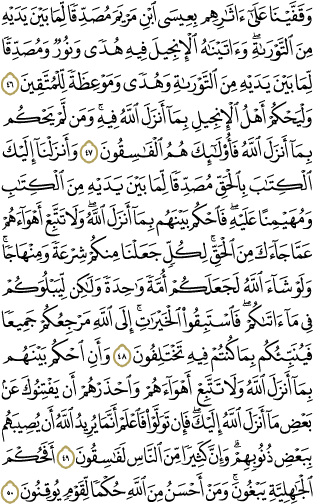 وَقَفَّيْنَا عَلَىٰٓ ءَاثَٰرِهِم بِعِيسَى ٱبْنِ مَرْيَمَ مُصَدِّقًا لِّمَا بَيْنَ يَدَيْهِ
مِنَ ٱلتَّوْرَىٰةِ ۖ وَءَاتَيْنَٰهُ ٱلْإِنجِيلَ فِيهِ هُدًى وَنُورٌ وَمُصَدِّقًا
لِّمَا بَيْنَ يَدَيْهِ مِنَ ٱلتَّوْرَىٰةِ وَهُدًى وَمَوْعِظَةً لِّلْمُتَّقِينَ ٤٦
وَلْيَحْكُمْ أَهْلُ ٱلْإِنجِيلِ بِمَآ أَنزَلَ ٱللَّهُ فِيهِ ۚ وَمَن لَّمْ يَحْكُم
بِمَآ أَنزَلَ ٱللَّهُ فَأُو۟لَٰٓئِكَ هُمُ ٱلْفَٰسِقُونَ ٤٧ وَأَنزَلْنَآ إِلَيْكَ
ٱلْكِتَٰبَ بِٱلْحَقِّ مُصَدِّقًا لِّمَا بَيْنَ يَدَيْهِ مِنَ ٱلْكِتَٰبِ
وَمُهَيْمِنًا عَلَيْهِ ۖ فَٱحْكُم بَيْنَهُم بِمَآ أَنزَلَ ٱللَّهُ ۖ وَلَا تَتَّبِعْ أَهْوَآءَهُمْ
عَمَّا جَآءَكَ مِنَ ٱلْحَقِّ ۚ لِكُلٍّ جَعَلْنَا مِنكُمْ شِرْعَةً وَمِنْهَاجًا ۚ
وَلَوْ شَآءَ ٱللَّهُ لَجَعَلَكُمْ أُمَّةً وَٰحِدَةً وَلَٰكِن لِّيَبْلُوَكُمْ
فِى مَآ ءَاتَىٰكُمْ ۖ فَٱسْتَبِقُوا۟ ٱلْخَيْرَٰتِ ۚ إِلَى ٱللَّهِ مَرْجِعُكُمْ جَمِيعًا
فَيُنَبِّئُكُم بِمَا كُنتُمْ فِيهِ تَخْتَلِفُونَ ٤٨ وَأَنِ ٱحْكُم بَيْنَهُم
بِمَآ أَنزَلَ ٱللَّهُ وَلَا تَتَّبِعْ أَهْوَآءَهُمْ وَٱحْذَرْهُمْ أَن يَفْتِنُوكَ عَنۢ
بَعْضِ مَآ أَنزَلَ ٱللَّهُ إِلَيْكَ ۖ فَإِن تَوَلَّوْا۟ فَٱعْلَمْ أَنَّمَا يُرِيدُ ٱللَّهُ أَن يُصِيبَهُم
بِبَعْضِ ذُنُوبِهِمْ ۗ وَإِنَّ كَثِيرًا مِّنَ ٱلنَّاسِ لَفَٰسِقُونَ ٤٩ أَفَحُكْمَ
ٱلْجَٰهِلِيَّةِ يَبْغُونَ ۚ وَمَنْ أَحْسَنُ مِنَ ٱللَّهِ حُكْمًا لِّقَوْمٍ يُوقِنُونَ ٥٠